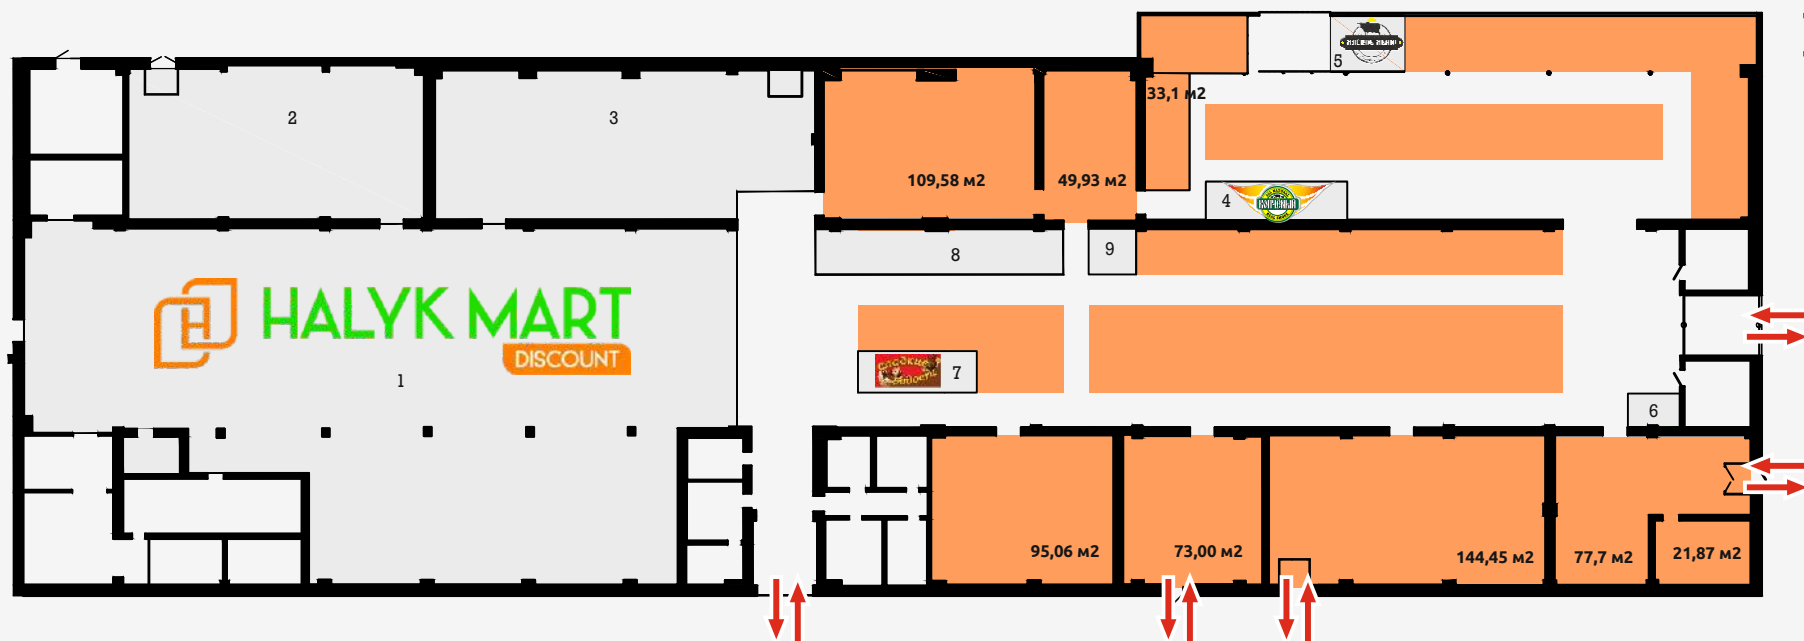 5
33,1 м2
2
3
109,58 м2
49,93 м2
4
8
9
HALYK MART
DISCOUNT
1
7
6
95,06 м2
73,00 м2
144,45 м2
77,7 м2
21,87 м2